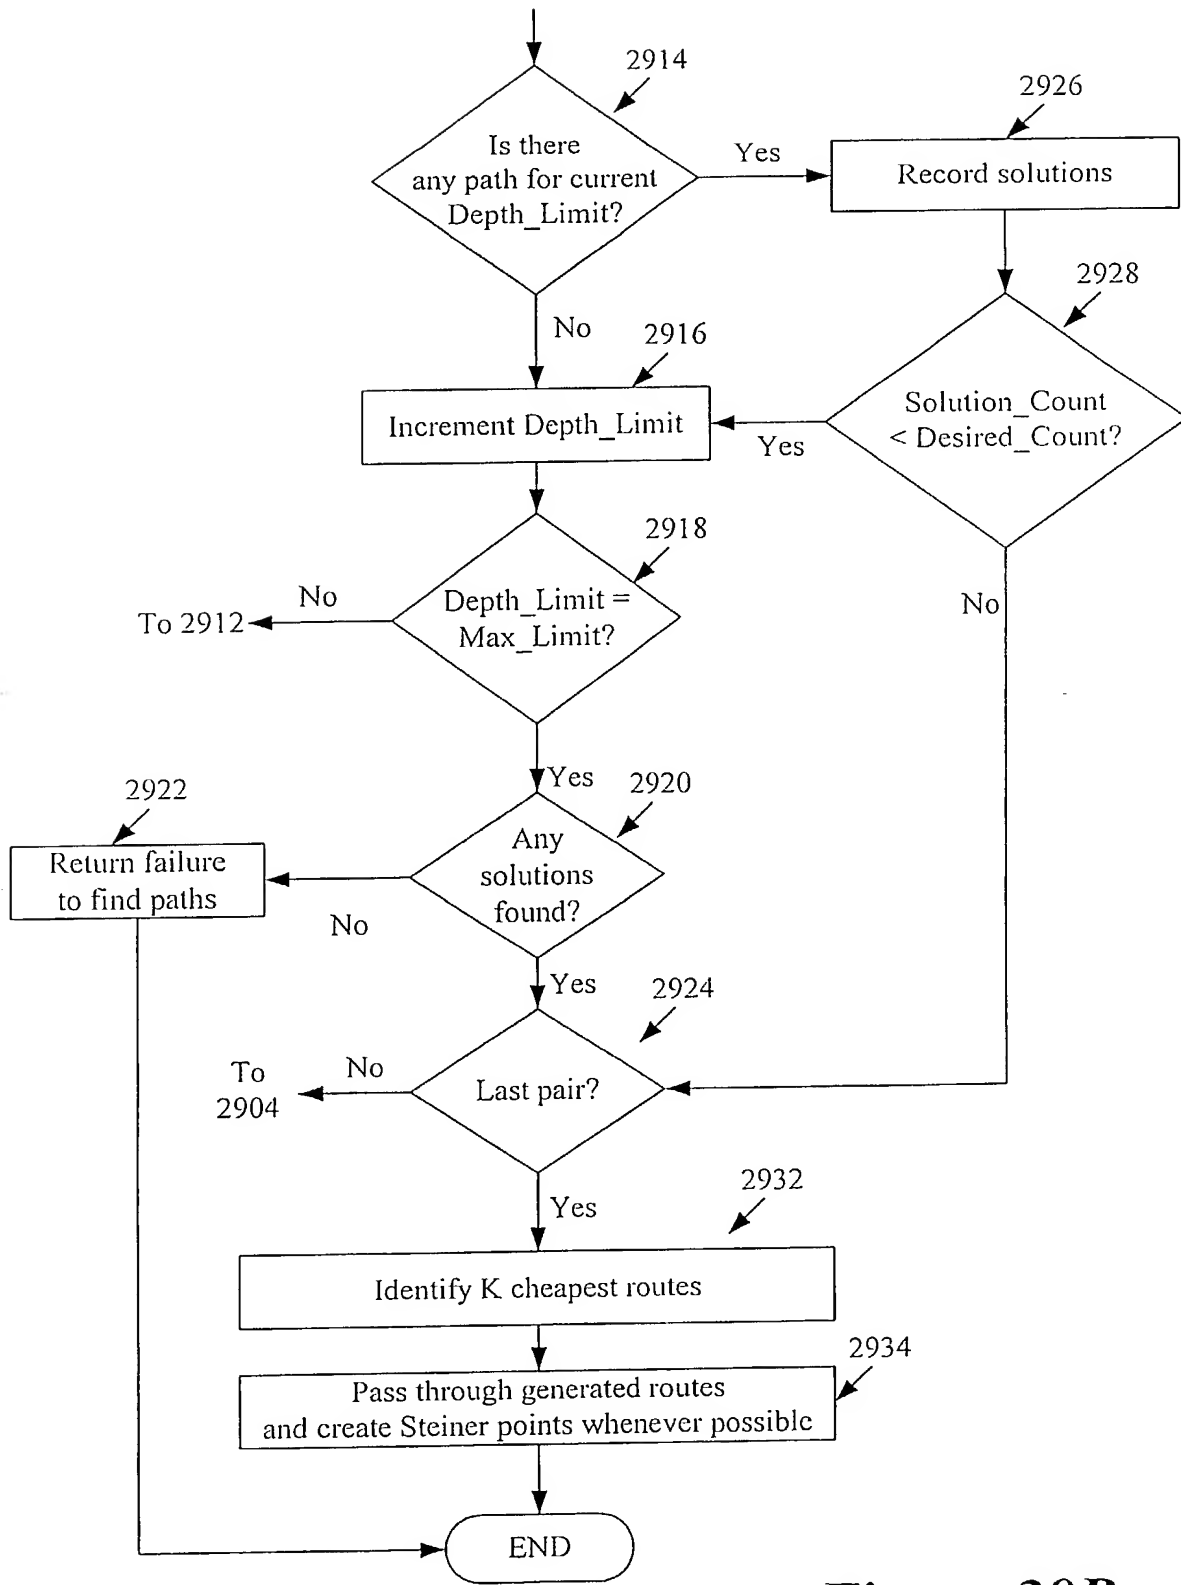 2914
2926
Is there
any path for current
Depth_Limit?
Yes
Record solutions
2928
No
2916
Increment Depth_Limit
Yes
Solution_Count
< Desired_Count?
2918
Depth_Limit =
Max_Limit?
No
To 2912
No
Yes
2920
2922
Any
solutions
found?
Return failure
to find paths
No
Yes
2924
Last pair?
No
To
2904
Yes
2932
Identify K cheapest routes
2934
Pass through generated routes
and create Steiner points whenever possible
END